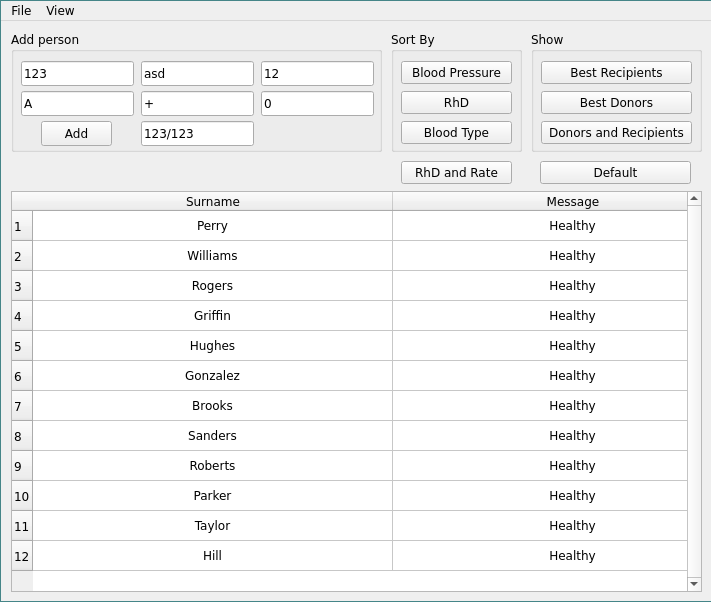 File View
Add person Sort By Show
123 asd 12 Blood Pressure Best Recipients
A + 0 RhD Best Donors
Add 123/123 Blood Type Donors and Recipients
RhD and Rate Default
Surname Message
1 Perry Healthy
2 Williams Healthy
3 Rogers Healthy
4 Griffin Healthy
5 Hughes Healthy
6 Gonzalez Healthy
7 Brooks Healthy
8 Sanders Healthy
9 Roberts Healthy
10 Parker Healthy
11 Taylor Healthy
12 Hill Healthy